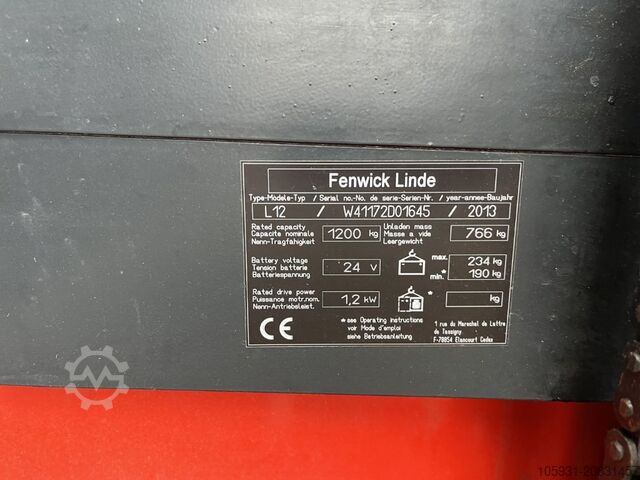 Fenwick Linde
Type-Modele-Typ / Serial no.-No. de serie-Serien-Nr. / year-annee-Baujahr
L12 / W41172D01645 / 2013
Rated capacity
Capacite nominale
Nenn-Tragfähigkeit
1200 kg
Unladen mass
Masse a vide
Leergewicht
766 kg
Battery voltage
Tension batterie
Batteriespannung
24 V
max. 234 kg
min.* 190 kg
Rated drive power
Puissance motr.nom.
Nenn-Antriebsleist.
1,2 kW
* kg
CE
*=see Operating instructions
voir Mode d'emploi
siehe Betriebsanleitung
1 rue du Marechal de Lattre
de Tassigny
F-78854 Elancourt Cedex